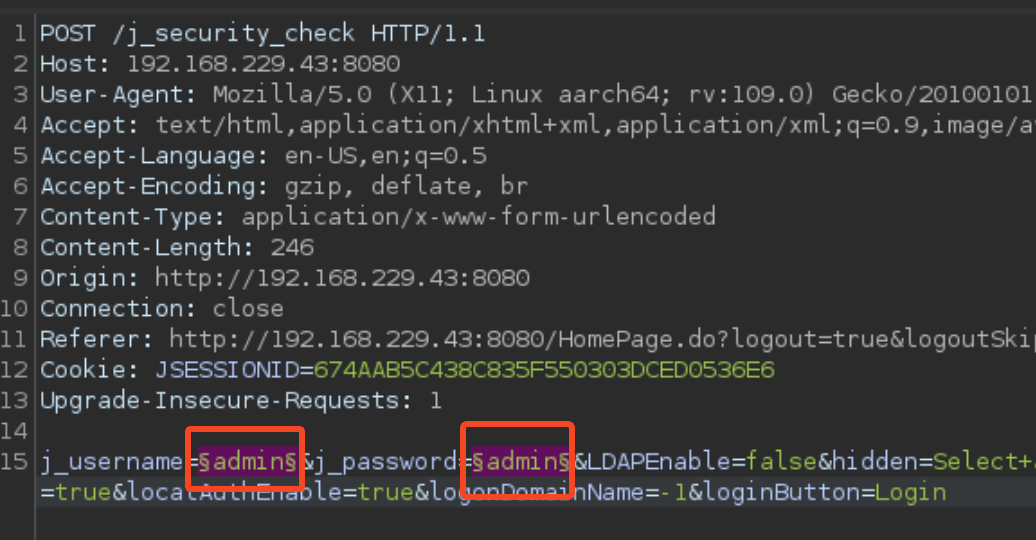 1 POST /j_security_check HTTP/1.1
2 Host: 192.168.229.43:8080
3 User-Agent: Mozilla/5.0 (X11; Linux aarch64; rv:109.0) Gecko/20100101
4 Accept: text/html,application/xhtml+xml,application/xml;q=0.9,image/av
5 Accept-Language: en-US,en;q=0.5
6 Accept-Encoding: gzip, deflate, br
7 Content-Type: application/x-www-form-urlencoded
8 Content-Length: 246
9 Origin: http://192.168.229.43:8080
10 Connection: close
11 Referer: http://192.168.229.43:8080/HomePage.do?logout=true&logoutSkip
12 Cookie: JSESSIONID=674AAB5C438C835F550303DCED0536E6
13 Upgrade-Insecure-Requests: 1
14
15 j_username=§admin§&j_password=§admin§&LDAPEnable=false&hidden=Select+
=true&localAuthEnable=true&logonDomainName=-1&loginButton=Login